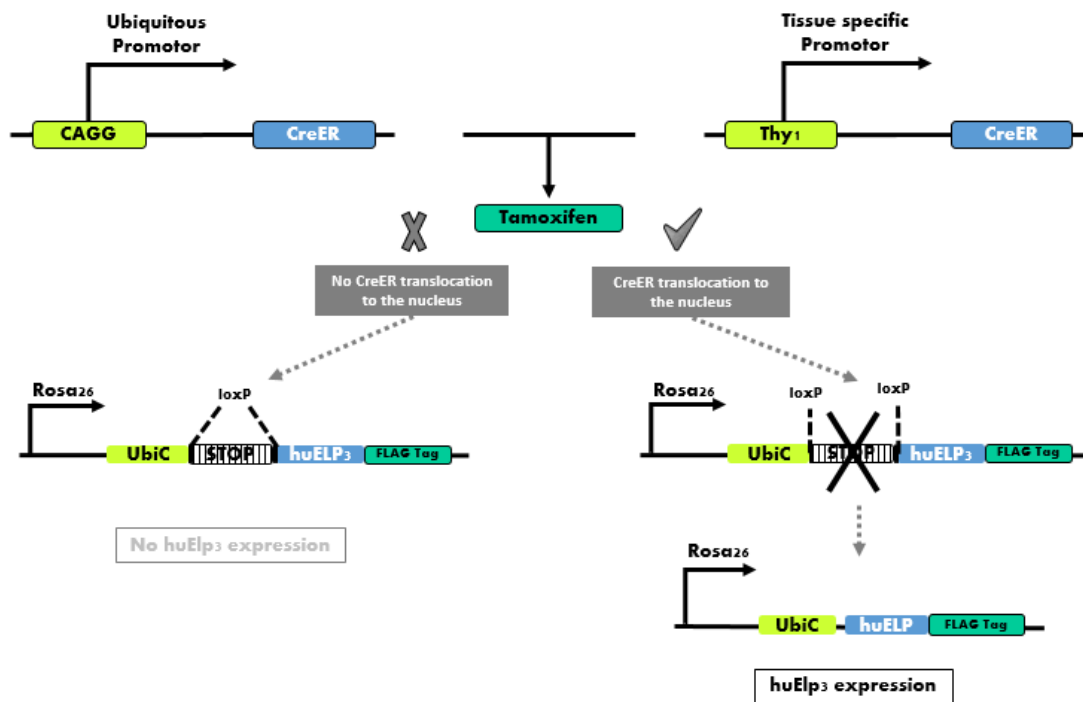 Ubiquitous
Promotor
Tissue specific
Promotor
CAGG
CreER
Thy1
CreER
Tamoxifen
No CreER translocation
to the nucleus
CreER translocation to
the nucleus
Rosa26
loxP
UbiC
STOP
huELP3
FLAG Tag
Rosa26
loxP
loxP
UbiC
STOP
huELP3
FLAG Tag
No huElp3 expression
Rosa26
UbiC
huELP
FLAG Tag
huElp3 expression